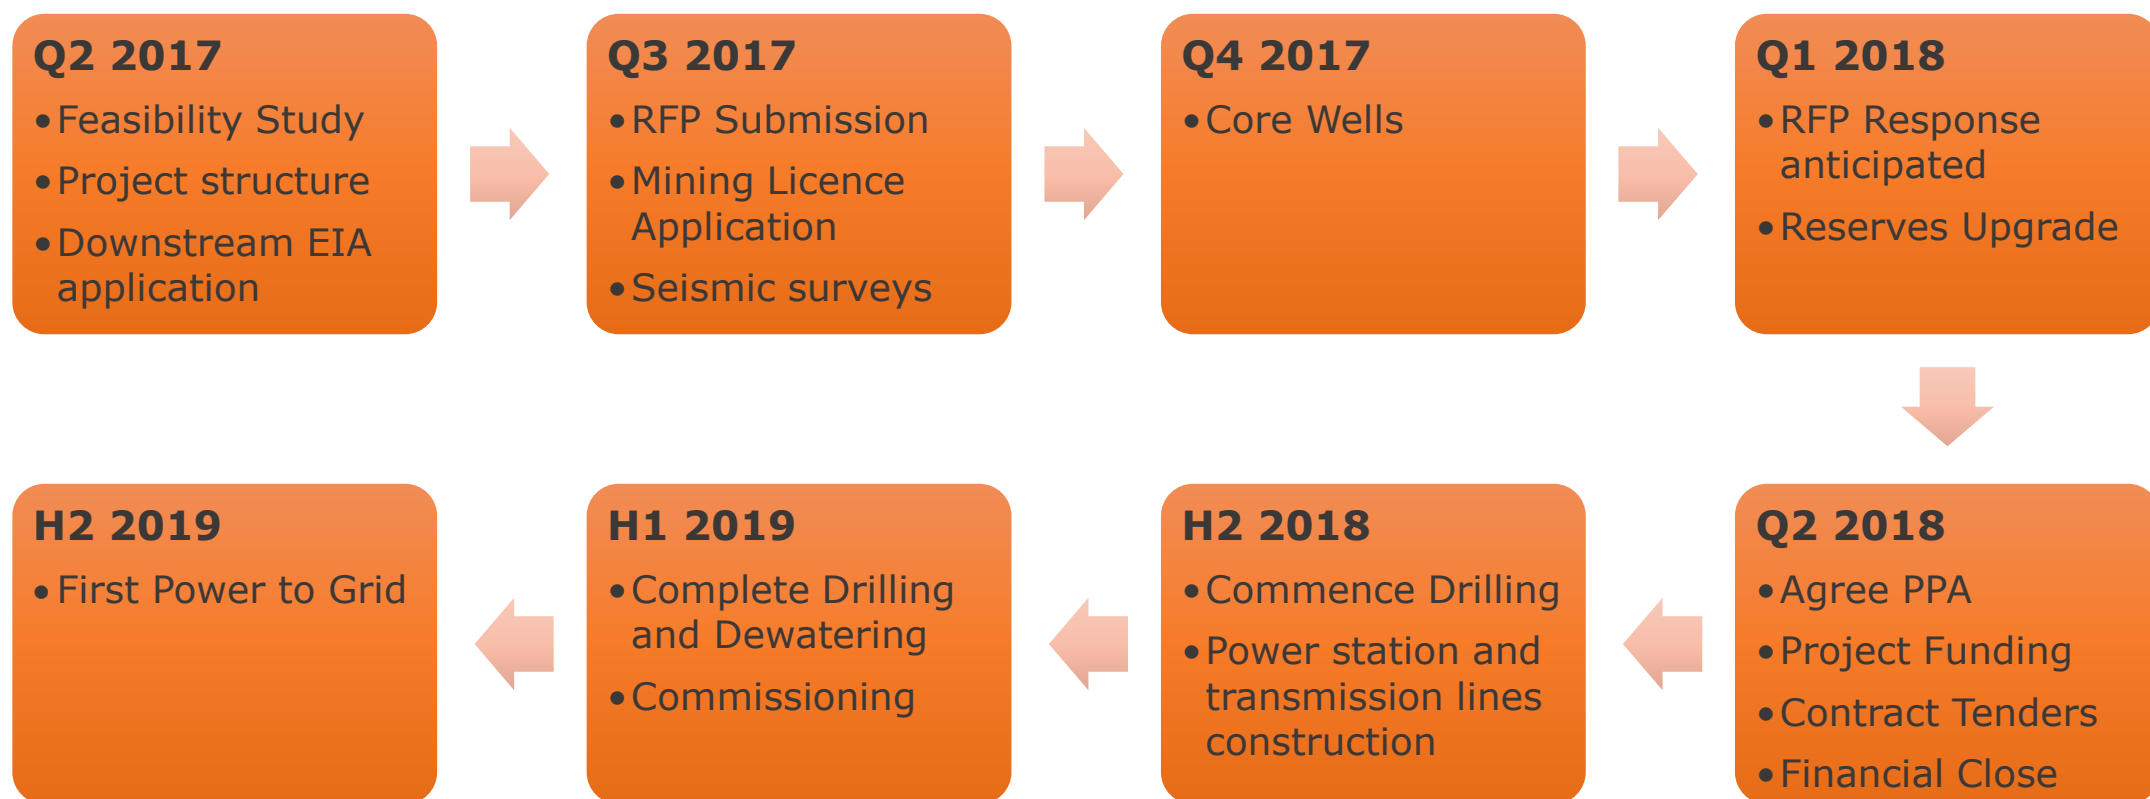 Q2 2017
•Feasibility Study
•Project structure
•Downstream EIA
application
Q3 2017
•RFP Submission
•Mining Licence
Application
•Seismic surveys
Q4 2017
•Core Wells
Q1 2018
•RFP Response
anticipated
•Reserves Upgrade
Q2 2018
•Agree PPA
•Project Funding
•Contract Tenders
•Financial Close
H2 2018
•Commence Drilling
•Power station and
transmission lines
construction
H1 2019
•Complete Drilling
and Dewatering
•Commissioning
H2 2019
•First Power to Grid